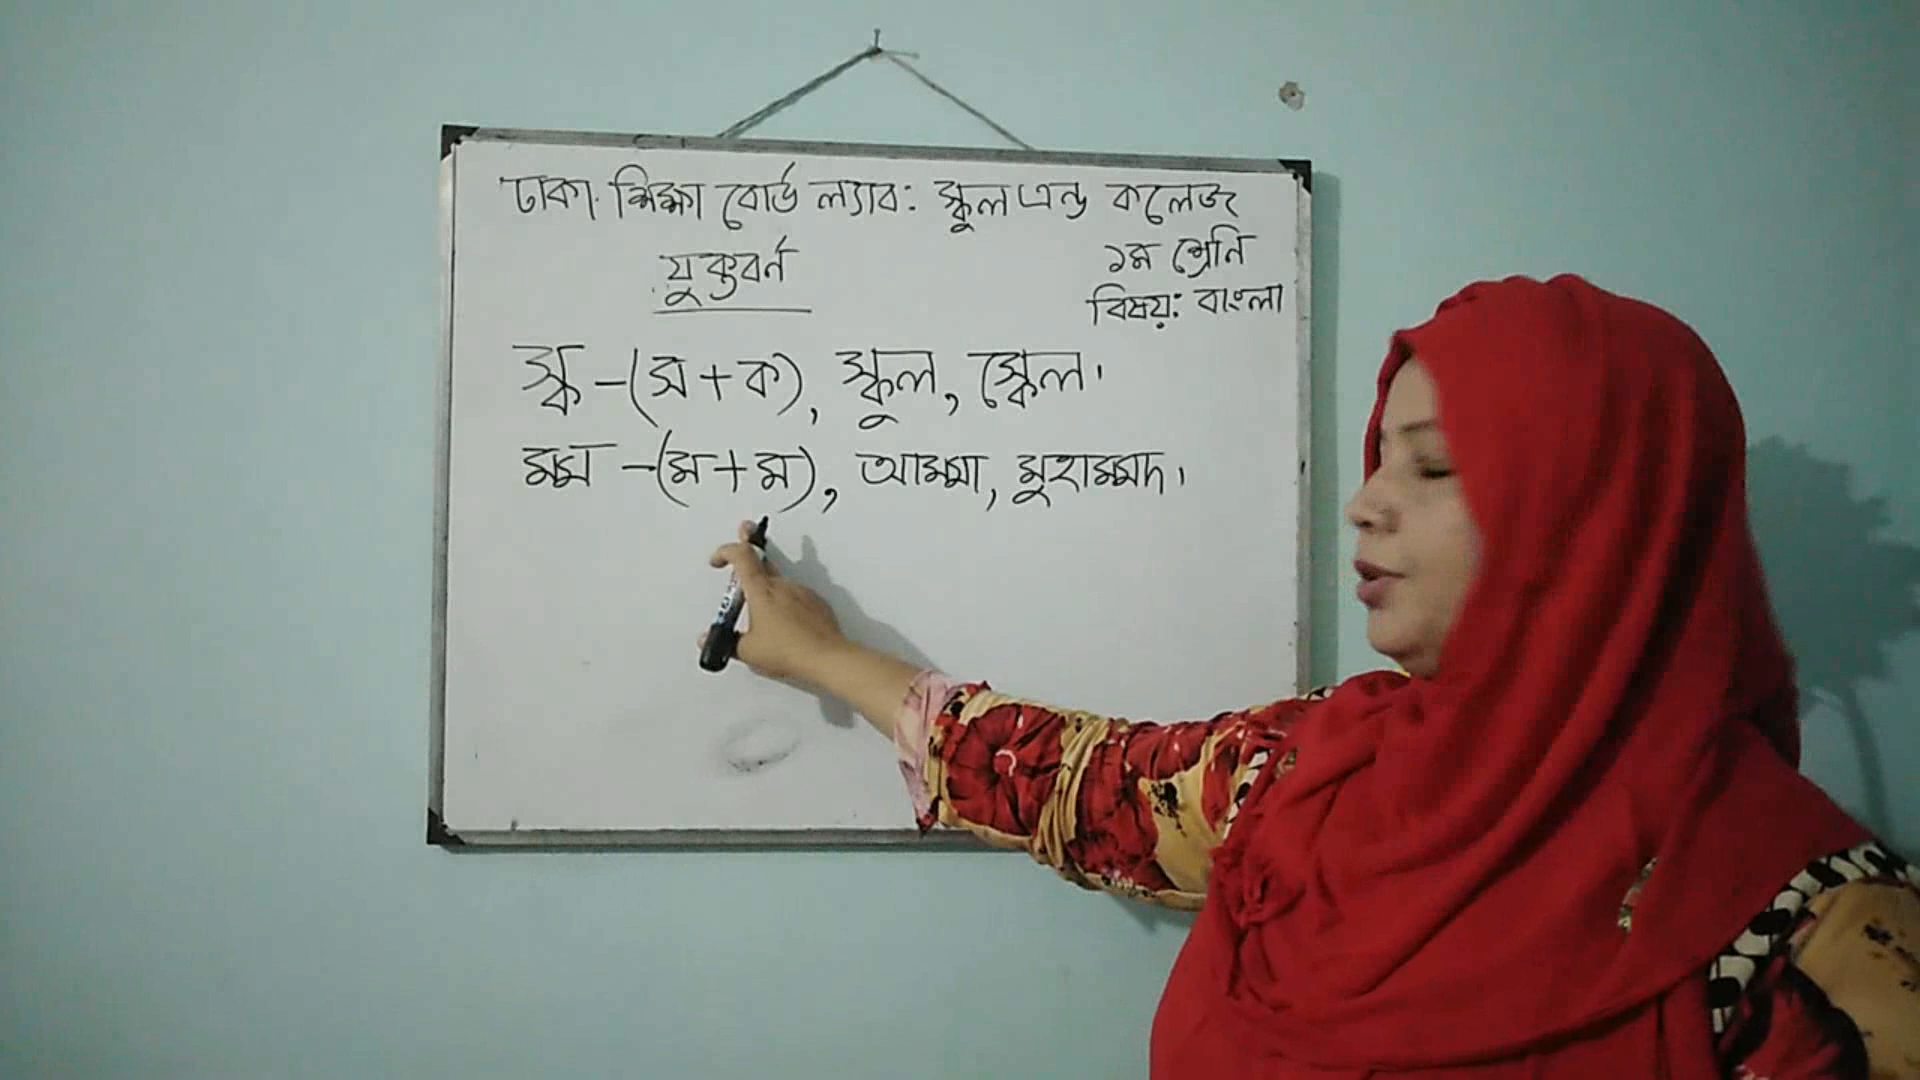 ঢাকা শিক্ষা বোর্ড ল্যাব: স্কুল এন্ড কলেজ
যুক্তবর্ন
১ম শ্রেনি
বিষয়: বাংলা
স্ক -(স+ক), স্কুল, স্কেল।
ম্ম -(ম+ম), আম্মা, মুহাম্মদ।